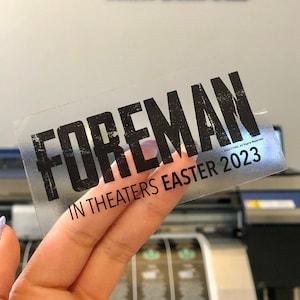 FOREMAN
IN THEATERS EASTER 2023